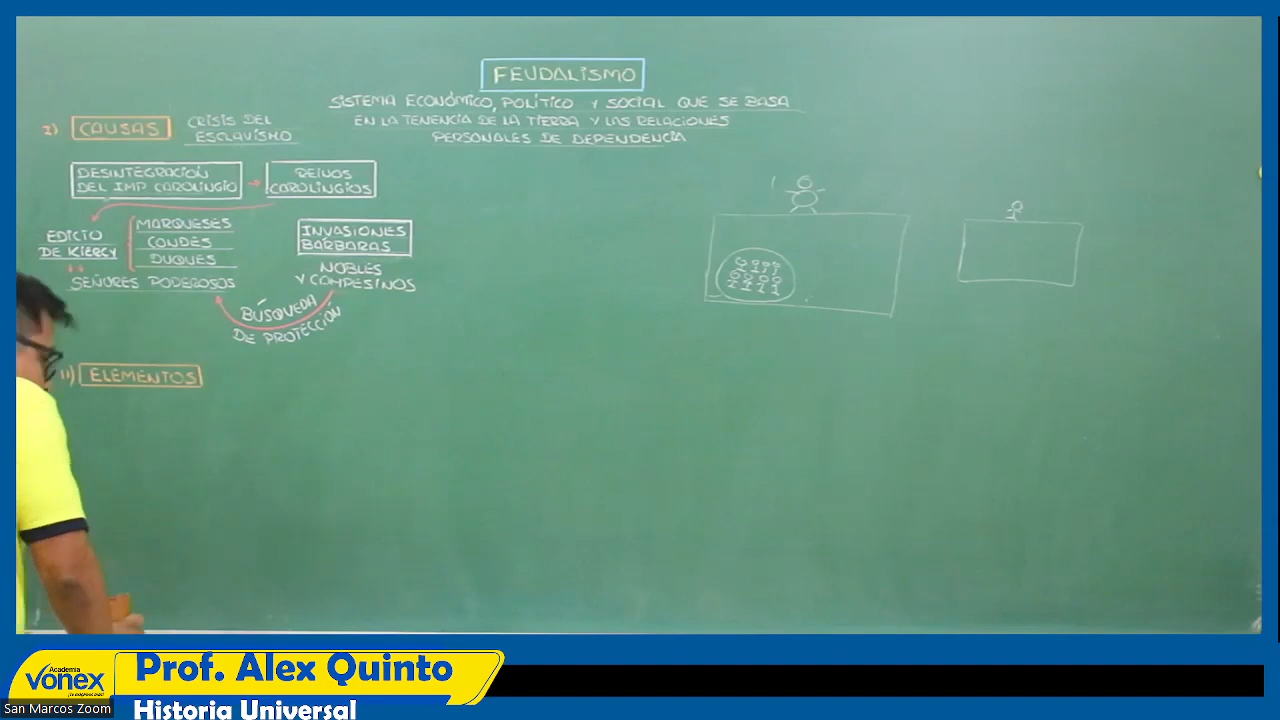 FEUDALISMO
SISTEMA ECONÓMICO, POLÍTICO Y SOCIAL QUE SE BASA
EN LA TENENCIA DE LA TIERRA Y LAS RELACIONES
PERSONALES DE DEPENDENCIA
I) CAUSAS
CRISIS DEL
ESCLAVISMO
DESINTEGRACIÓN
DEL IMP CAROLINGIO
REINOS
CAROLINGIOS
EDICTO
DE KIERCY
MARQUESES
CONDES
DUQUES
SEÑORES PODEROSOS
INVASIONES
BÁRBARAS
NOBLES
Y CAMPESINOS
BÚSQUEDA
DE PROTECCIÓN
II) ELEMENTOS
Academia
VONEX
Prof. Alex Quinto
Historia Universal
San Marcos Zoom